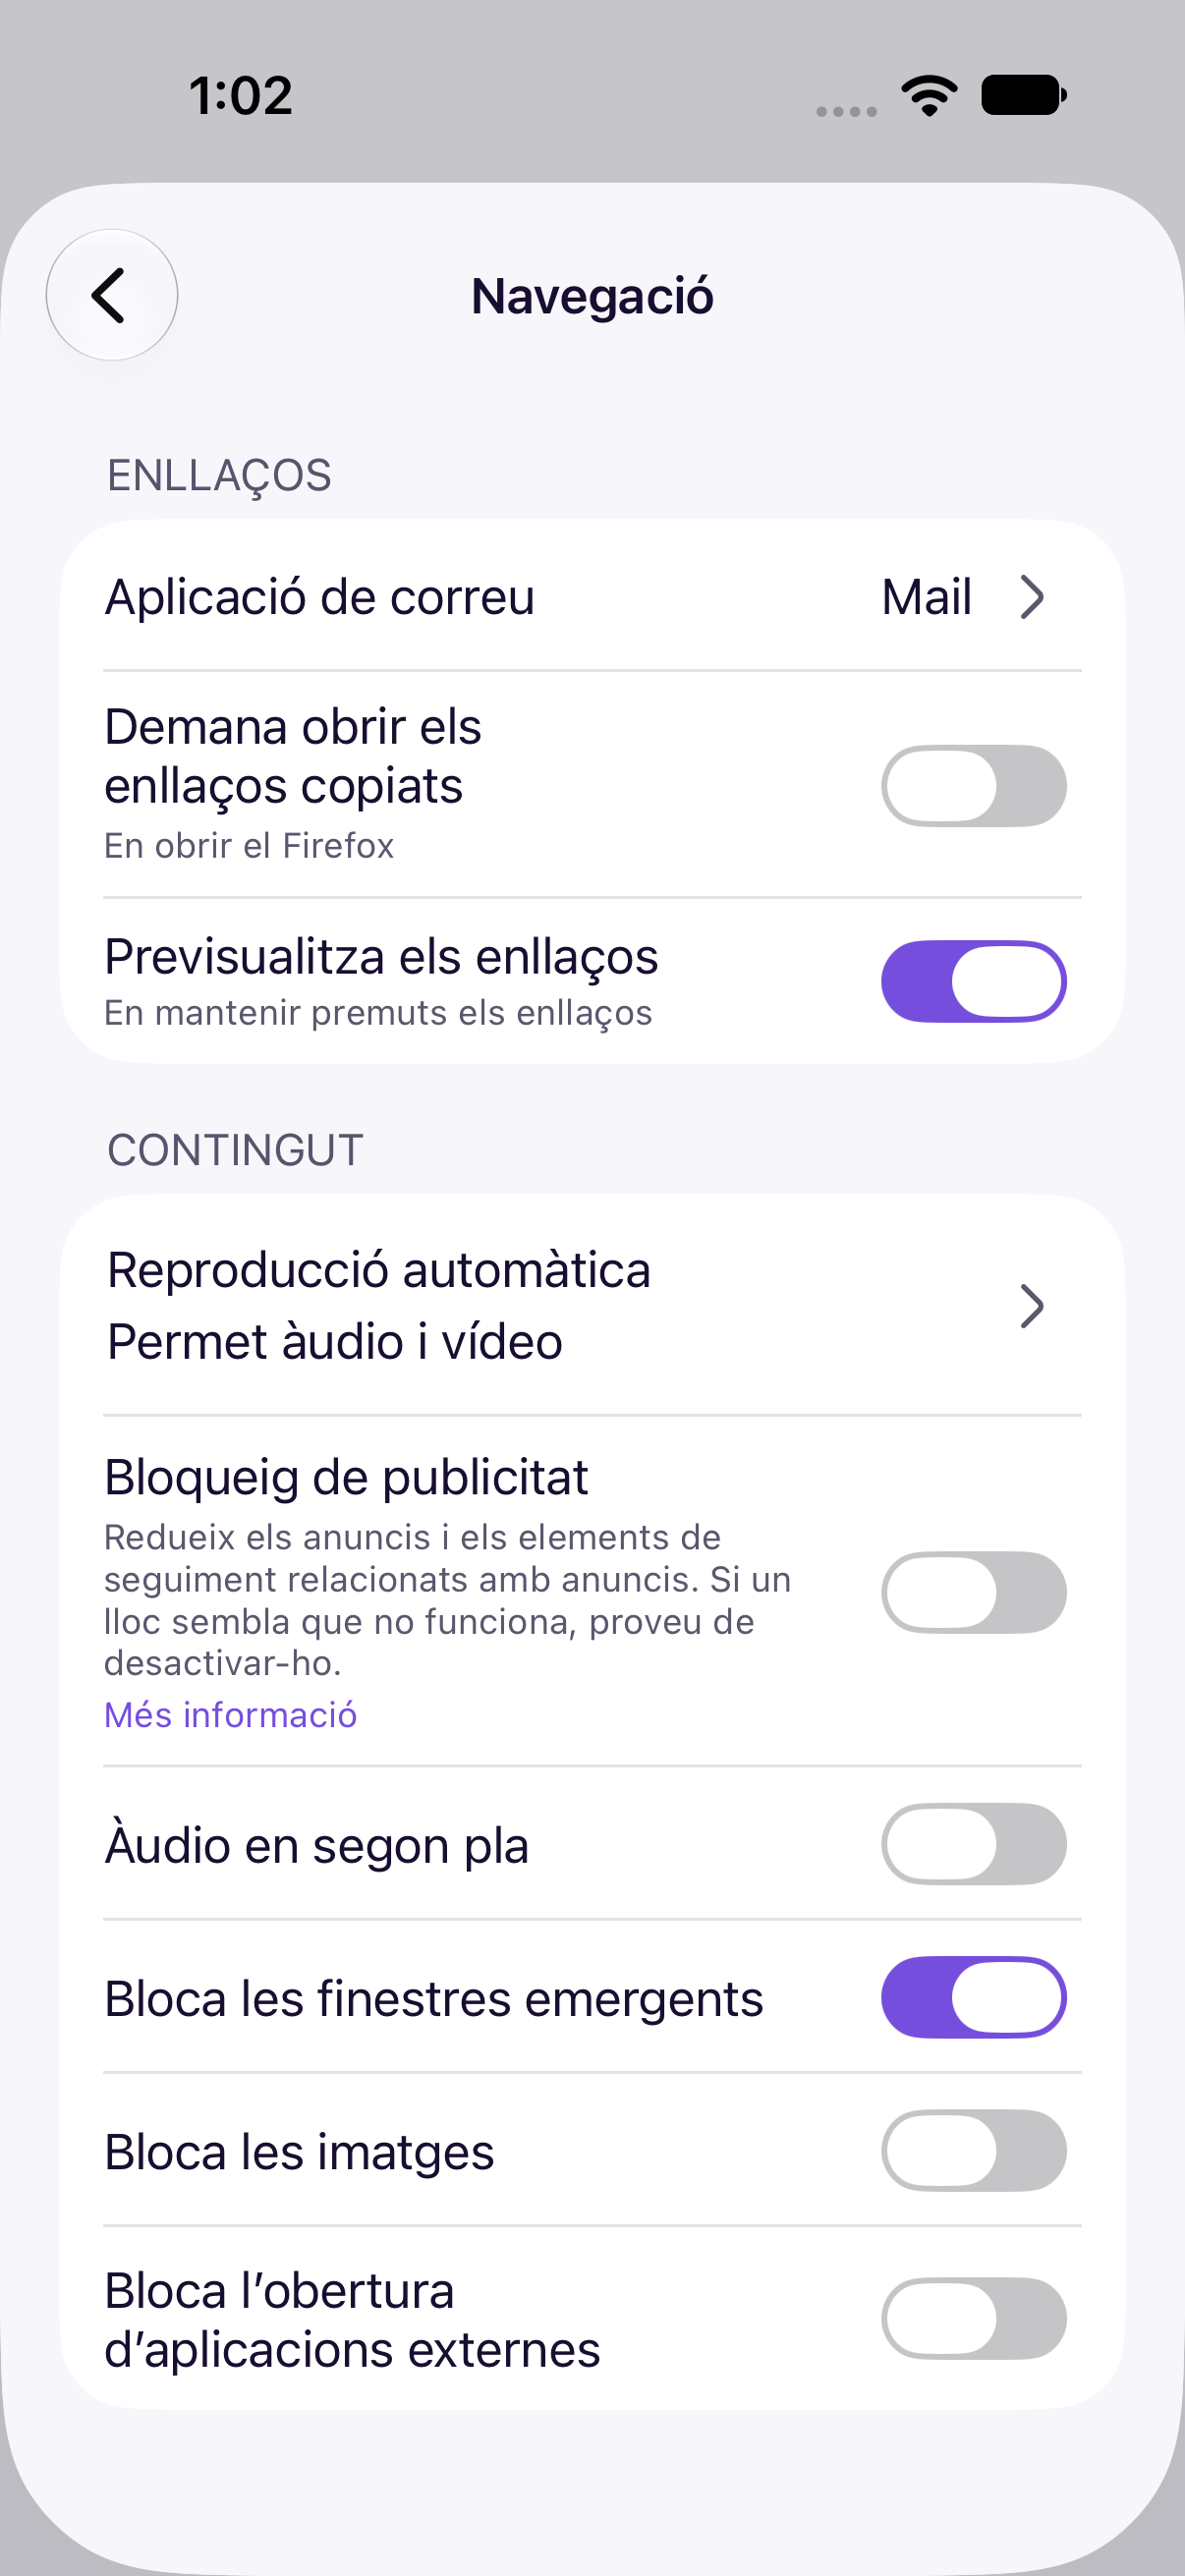 1:02
Navegació
ENLLAÇOS
Aplicació de correu
Mail
Demana obrir els
enllaços copiats
En obrir el Firefox
Previsualitza els enllaços
En mantenir premuts els enllaços
CONTINGUT
Reproducció automàtica
Permet àudio i vídeo
Bloqueig de publicitat
Redueix els anuncis i els elements de
seguiment relacionats amb anuncis. Si un
lloc sembla que no funciona, proveu de
desactivar-ho.
Més informació
Àudio en segon pla
Bloca les finestres emergents
Bloca les imatges
Bloca l’obertura
d’aplicacions externes